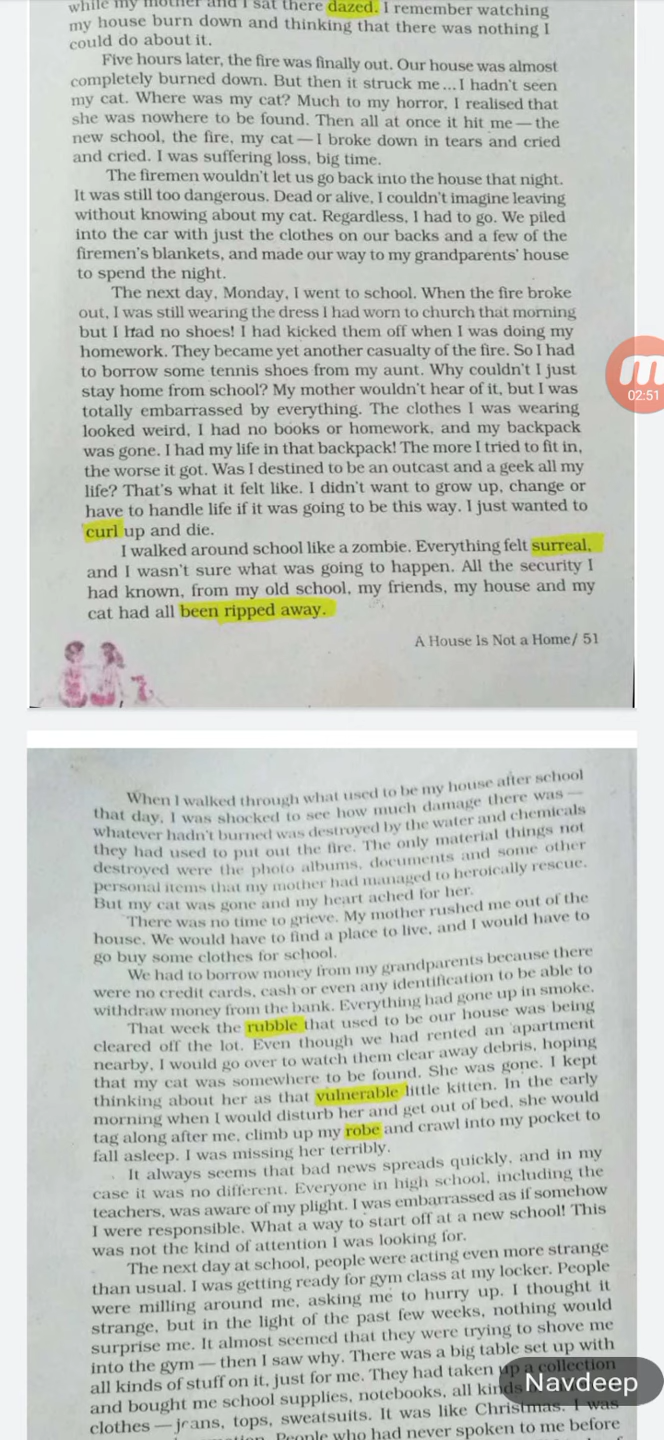 while my mother and I sat there dazed. I remember watching
my house burn down and thinking that there was nothing I
could do about it.
Five hours later, the fire was finally out. Our house was almost
completely burned down. But then it struck me...I hadn't seen
my cat. Where was my cat? Much to my horror, I realised that
she was nowhere to be found. Then all at once it hit me — the
new school, the fire, my cat — I broke down in tears and cried
and cried. I was suffering loss, big time.
The firemen wouldn't let us go back into the house that night.
It was still too dangerous. Dead or alive, I couldn't imagine leaving
without knowing about my cat. Regardless, I had to go. We piled
into the car with just the clothes on our backs and a few of the
firemen's blankets, and made our way to my grandparents' house
to spend the night.
The next day, Monday, I went to school. When the fire broke
out, I was still wearing the dress I had worn to church that morning
but I had no shoes! I had kicked them off when I was doing my
homework. They became yet another casualty of the fire. So I had
to borrow some tennis shoes from my aunt. Why couldn't I just
stay home from school? My mother wouldn't hear of it, but I was
totally embarrassed by everything. The clothes I was wearing
looked weird, I had no books or homework, and my backpack
was gone. I had my life in that backpack! The more I tried to fit in,
the worse it got. Was I destined to be an outcast and a geek all my
life? That's what it felt like. I didn't want to grow up, change or
have to handle life if it was going to be this way. I just wanted to
curl up and die.
I walked around school like a zombie. Everything felt surreal,
and I wasn't sure what was going to happen. All the security I
had known, from my old school, my friends, my house and my
cat had all been ripped away.
A House Is Not a Home/ 51
02:51
When I walked through what used to be my house after school
that day, I was shocked to see how much damage there was —
whatever hadn't burned was destroyed by the water and chemicals
they had used to put out the fire. The only material things not
destroyed were the photo albums, documents and some other
personal items that my mother had managed to heroically rescue.
But my cat was gone and my heart ached for her.
There was no time to grieve. My mother rushed me out of the
house. We would have to find a place to live, and I would have to
go buy some clothes for school.
We had to borrow money from my grandparents because there
were no credit cards, cash or even any identification to be able to
withdraw money from the bank. Everything had gone up in smoke.
That week the rubble that used to be our house was being
cleared off the lot. Even though we had rented an apartment
nearby, I would go over to watch them clear away debris, hoping
that my cat was somewhere to be found. She was gone. I kept
thinking about her as that vulnerable little kitten. In the early
morning when I would disturb her and get out of bed, she would
tag along after me, climb up my robe and crawl into my pocket to
fall asleep. I was missing her terribly.
It always seems that bad news spreads quickly, and in my
case it was no different. Everyone in high school, including the
teachers, was aware of my plight. I was embarrassed as if somehow
I were responsible. What a way to start off at a new school! This
was not the kind of attention I was looking for.
The next day at school, people were acting even more strange
than usual. I was getting ready for gym class at my locker. People
were milling around me, asking me to hurry up. I thought it
strange, but in the light of the past few weeks, nothing would
surprise me. It almost seemed that they were trying to shove me
into the gym — then I saw why. There was a big table set up with
all kinds of stuff on it, just for me. They had taken up a collection
and bought me school supplies, notebooks, all kinds
clothes — jeans, tops, sweatsuits. It was like Christmas. I was
People who had never spoken to me before
Navdeep